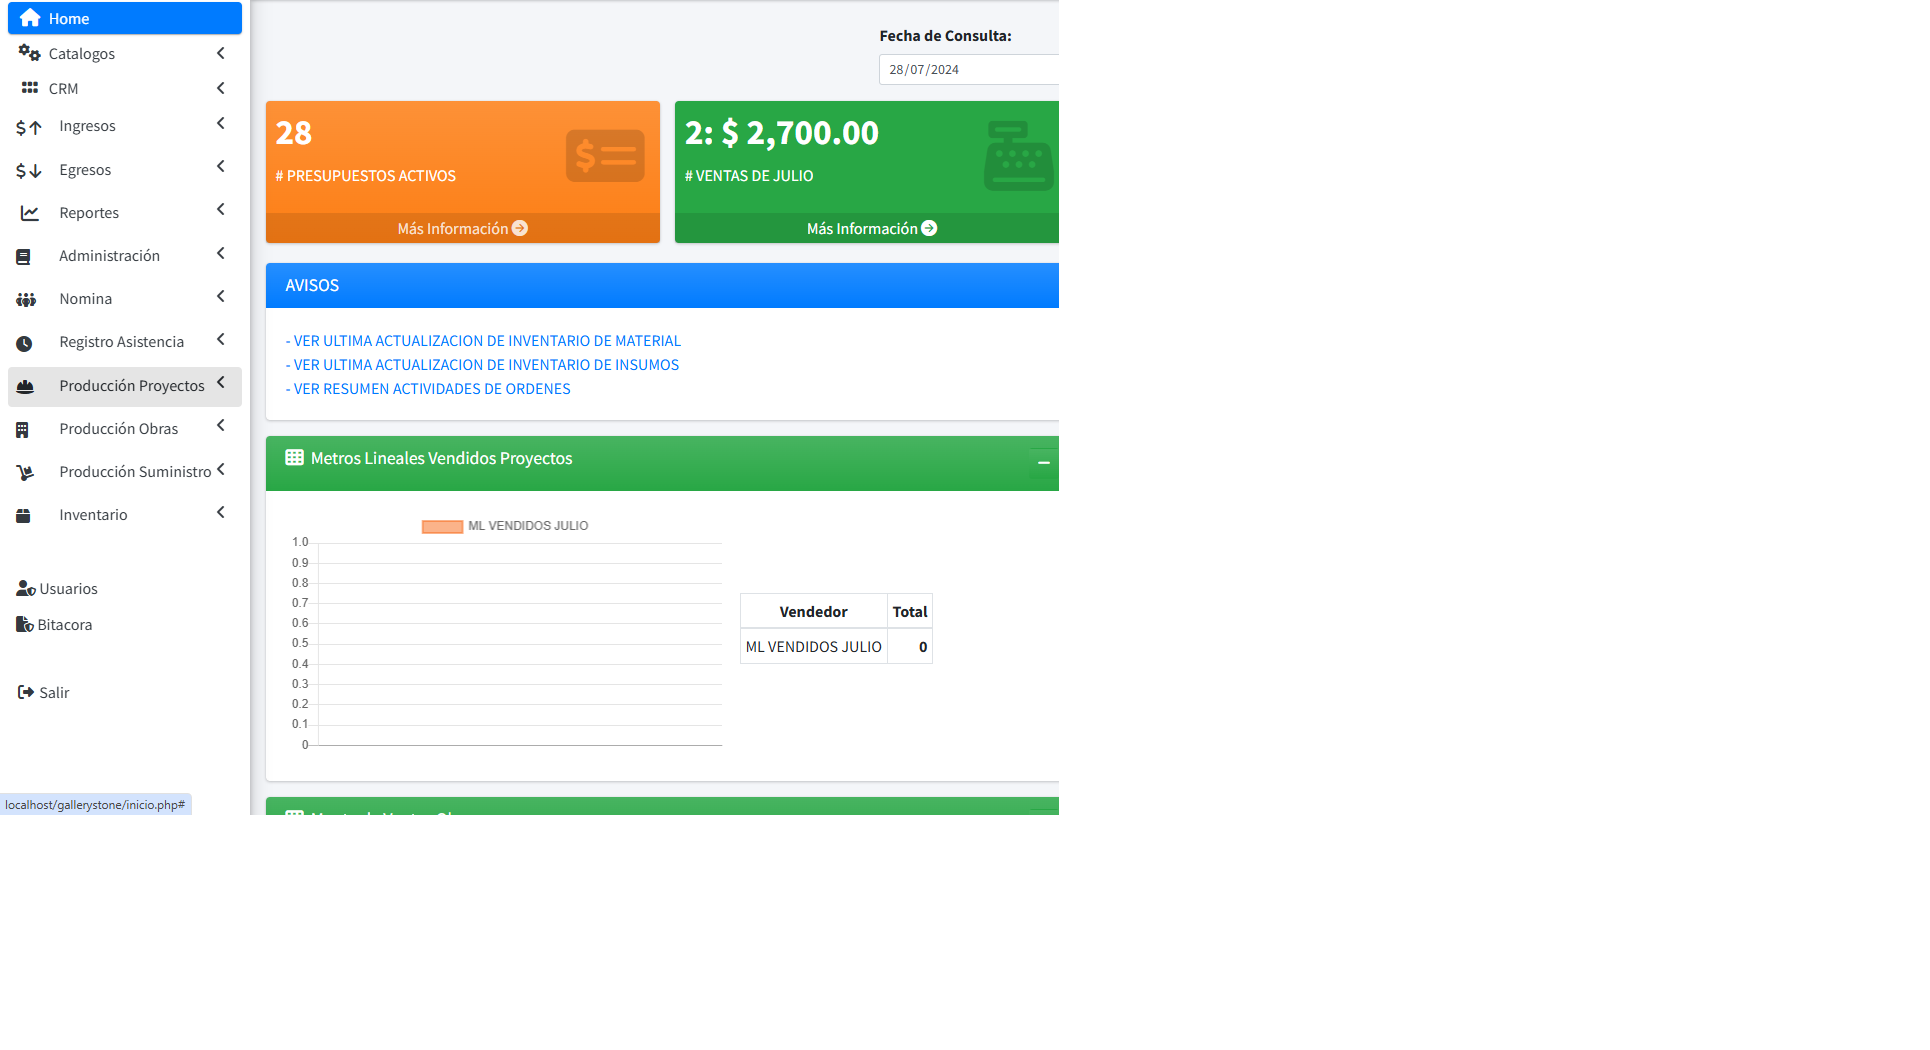 Home
Catalogos
CRM
Ingresos
Egresos
Reportes
Administración
Nomina
Registro Asistencia
Producción Proyectos
Producción Obras
Producción Suministro
Inventario
Usuarios
Bitacora
Salir
localhost/gallerystone/inicio.php#
Fecha de Consulta:
28/07/2024
28
# PRESUPUESTOS ACTIVOS
Más Información
2: $ 2,700.00
# VENTAS DE JULIO
Más Información
AVISOS
- VER ULTIMA ACTUALIZACION DE INVENTARIO DE MATERIAL
- VER ULTIMA ACTUALIZACION DE INVENTARIO DE INSUMOS
- VER RESUMEN ACTIVIDADES DE ORDENES
Metros Lineales Vendidos Proyectos
ML VENDIDOS JULIO
1.0
0.9
0.8
0.7
0.6
0.5
0.4
0.3
0.2
0.1
0
Vendedor Total
ML VENDIDOS JULIO 0